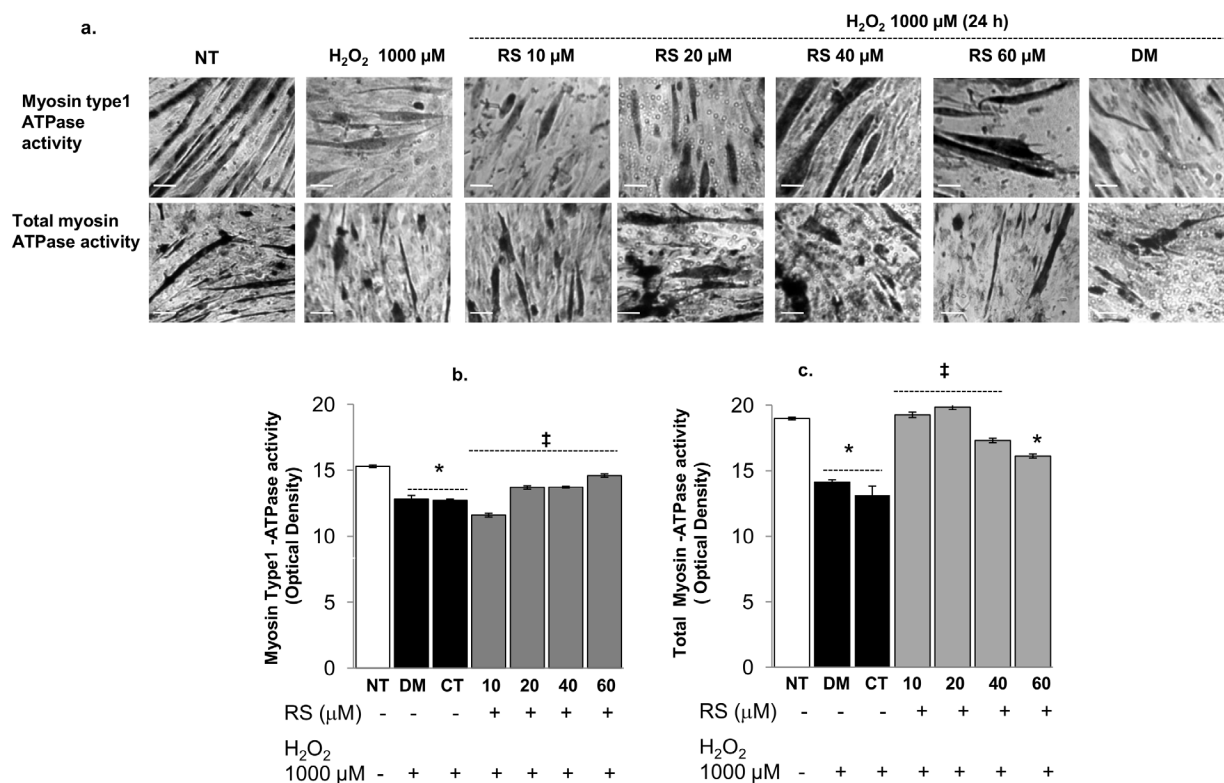 a.
H₂O₂ 1000 µM (24 h)
NT H₂O₂ 1000 µM RS 10 µM RS 20 µM RS 40 µM RS 60 µM DM
Myosin type1
ATPase
activity
Total myosin
ATPase activity
b.
Myosin Type1 -ATPase activity
(Optical Density)
‡
*
20
15
10
5
0
NT DM CT 10 20 40 60
RS (µM) - - - + + + +
H₂O₂
1000 µM - + + + + + +
c.
Total Myosin -ATPase activity
( Optical Density)
‡
*
*
20
15
10
5
0
NT DM CT 10 20 40 60
RS (µM) - - - + + + +
H₂O₂
1000 µM - + + + + + +